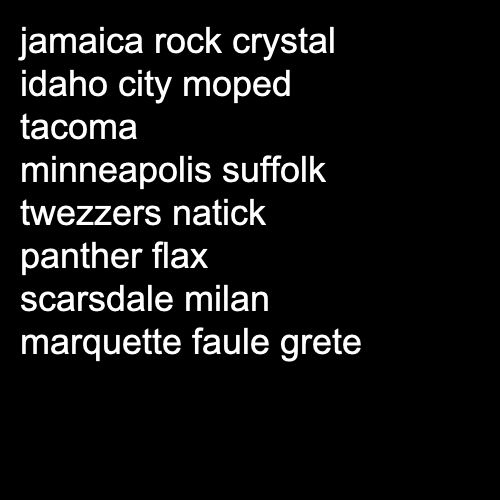 jamaica rock crystal
idaho city moped
tacoma
minneapolis suffolk
twezzers natick
panther flax
scarsdale milan
marquette faule grete